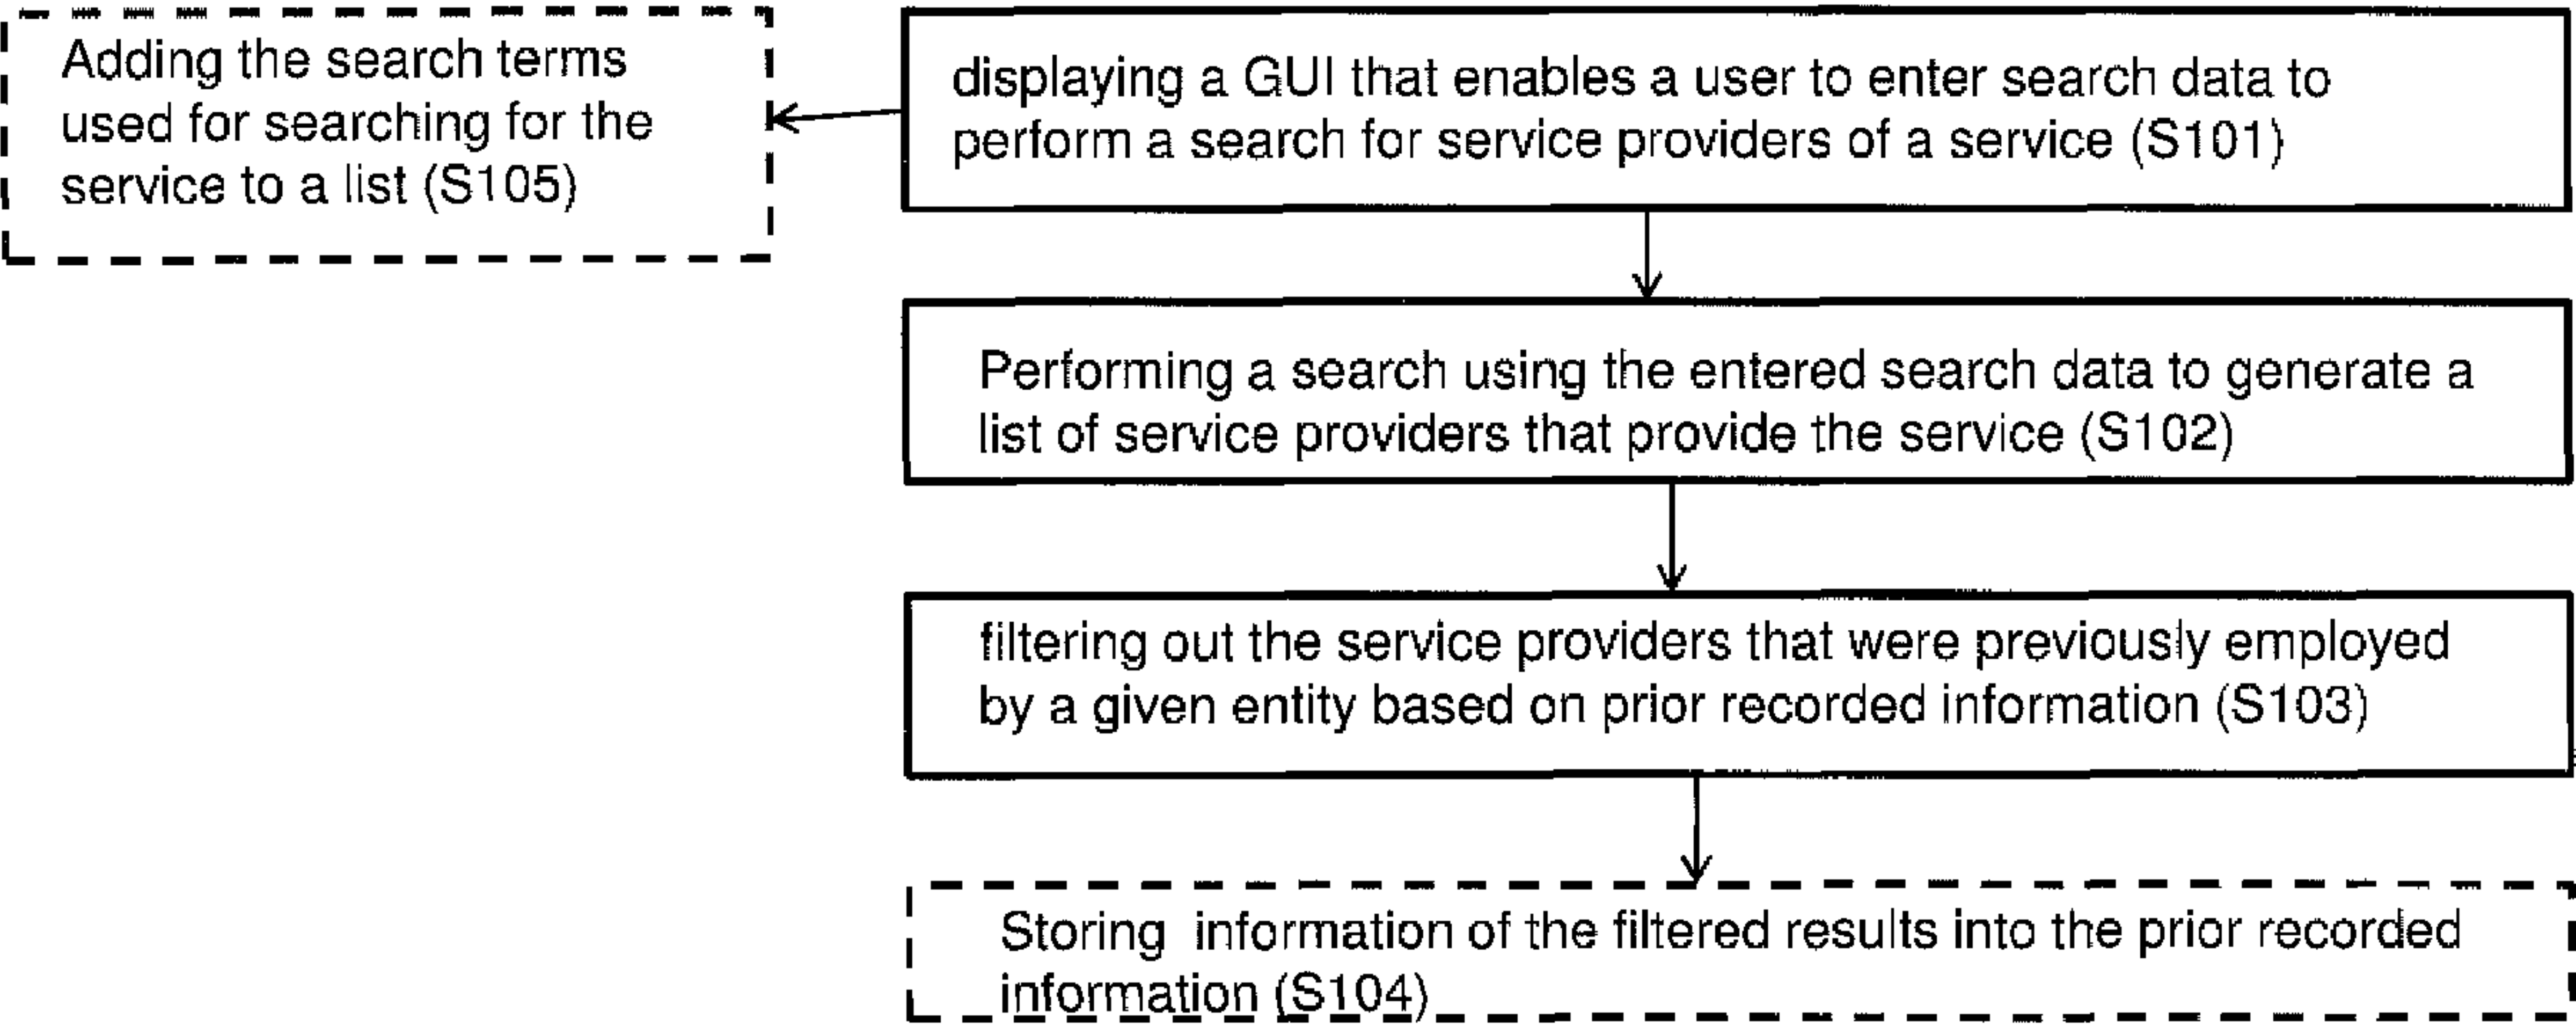 Adding the search terms
used for searching for the
service to a list (S105)
displaying a GUI that enables a user to enter search data to
perform a search for service providers of a service (S101)
Performing a search using the entered search data to generate a
list of service providers that provide the service (S102)
filtering out the service providers that were previously employed
by a given entity based on prior recorded information (S103)
Storing information of the filtered results into the prior recorded
information (S104)